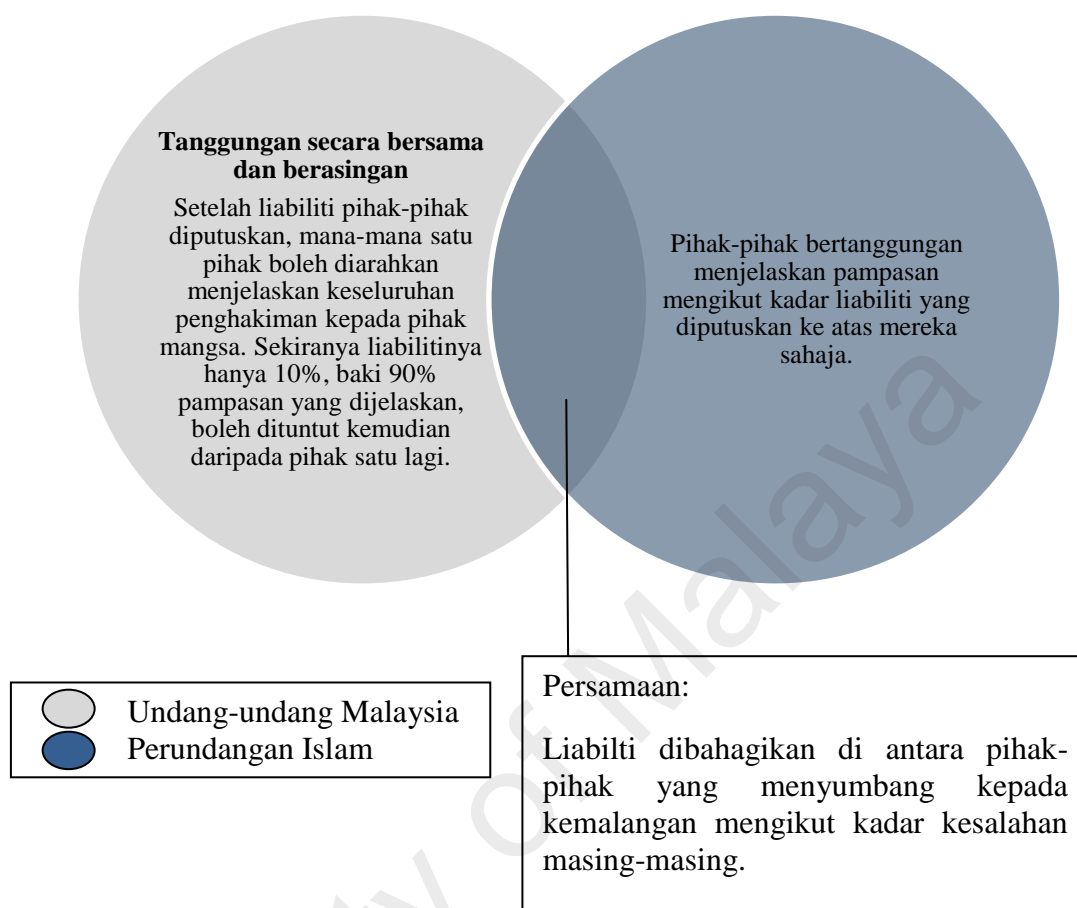 Tanggungan secara bersama
dan berasingan
Setelah liabiliti pihak-pihak
diputuskan, mana-mana satu
pihak boleh diarahkan
menjelaskan keseluruhan
penghakiman kepada pihak
mangsa. Sekiranya liabilitinya
hanya 10%, baki 90%
pampasan yang dijelaskan,
boleh dituntut kemudian
daripada pihak satu lagi.
Pihak-pihak bertanggungan
menjelaskan pampasan
mengikut kadar liabiliti yang
diputuskan ke atas mereka
sahaja.
Undang-undang Malaysia
Perundangan Islam
Persamaan:
Liabilti dibahagikan di antara pihak-
pihak yang menyumbang kepada
kemalangan mengikut kadar kesalahan
masing-masing.
of Malaya